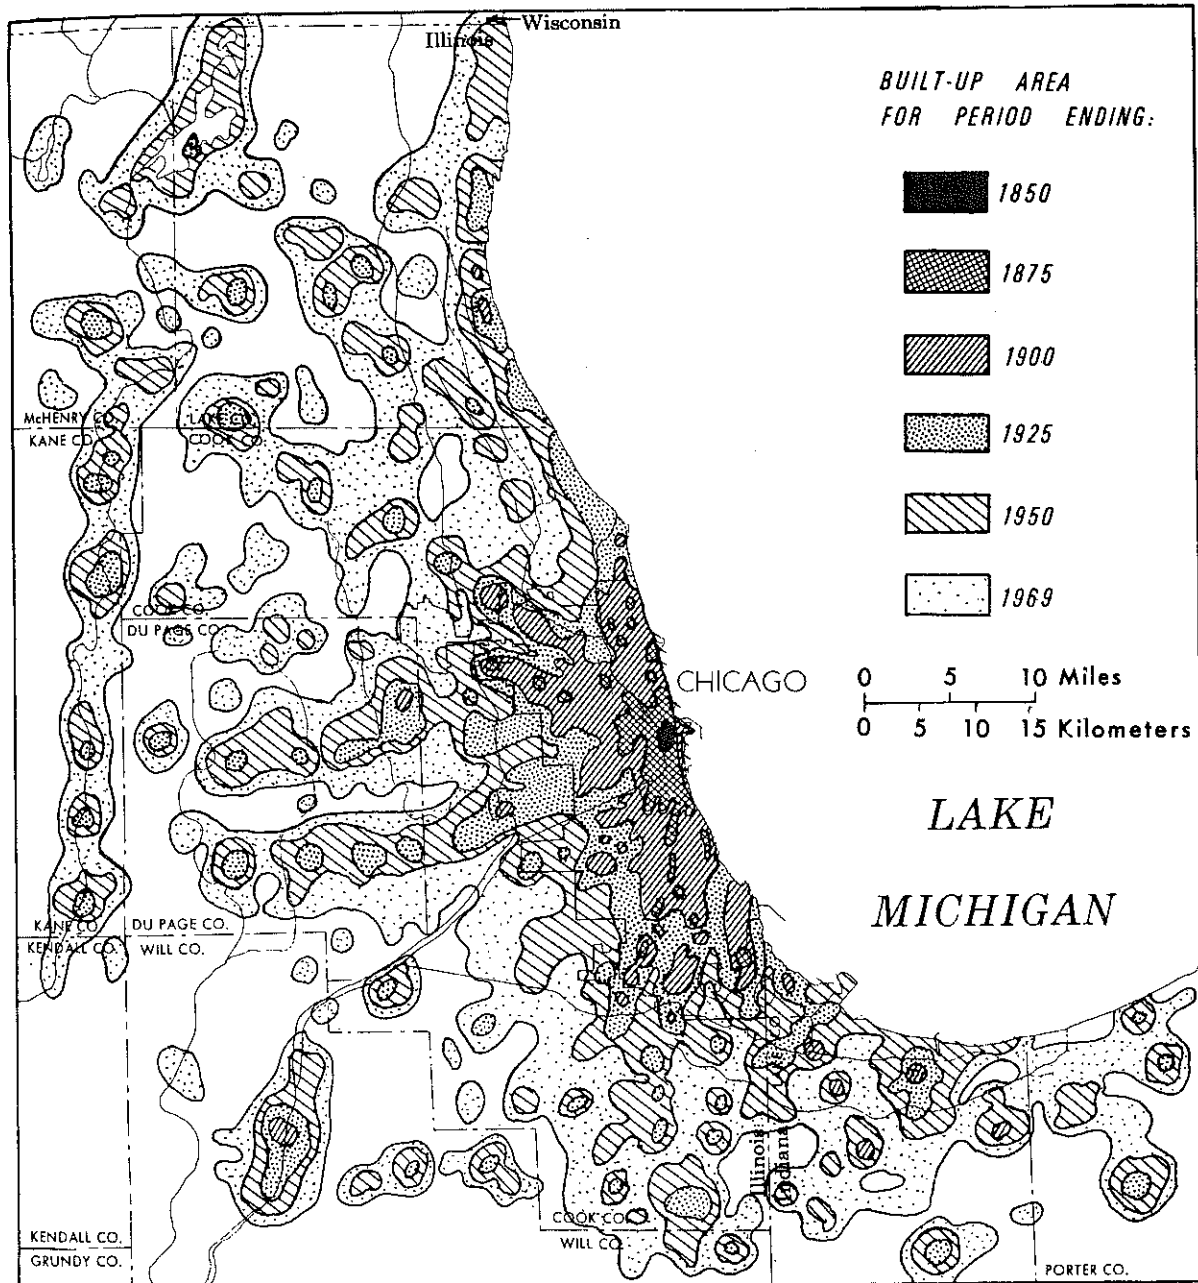 Wisconsin
Illinois
BUILT-UP AREA
FOR PERIOD ENDING:
1850
1875
1900
1925
1950
1969
McHENRY CO.
LAKE CO.
KANE CO.
COOK CO.
COOK CO.
DU PAGE CO.
CHICAGO
0 5 10 Miles
0 5 10 15 Kilometers
LAKE
MICHIGAN
KANE CO.
DU PAGE CO.
KENDALL CO.
WILL CO.
Illinois
Indiana
COOK CO.
WILL CO.
KENDALL CO.
GRUNDY CO.
PORTER CO.